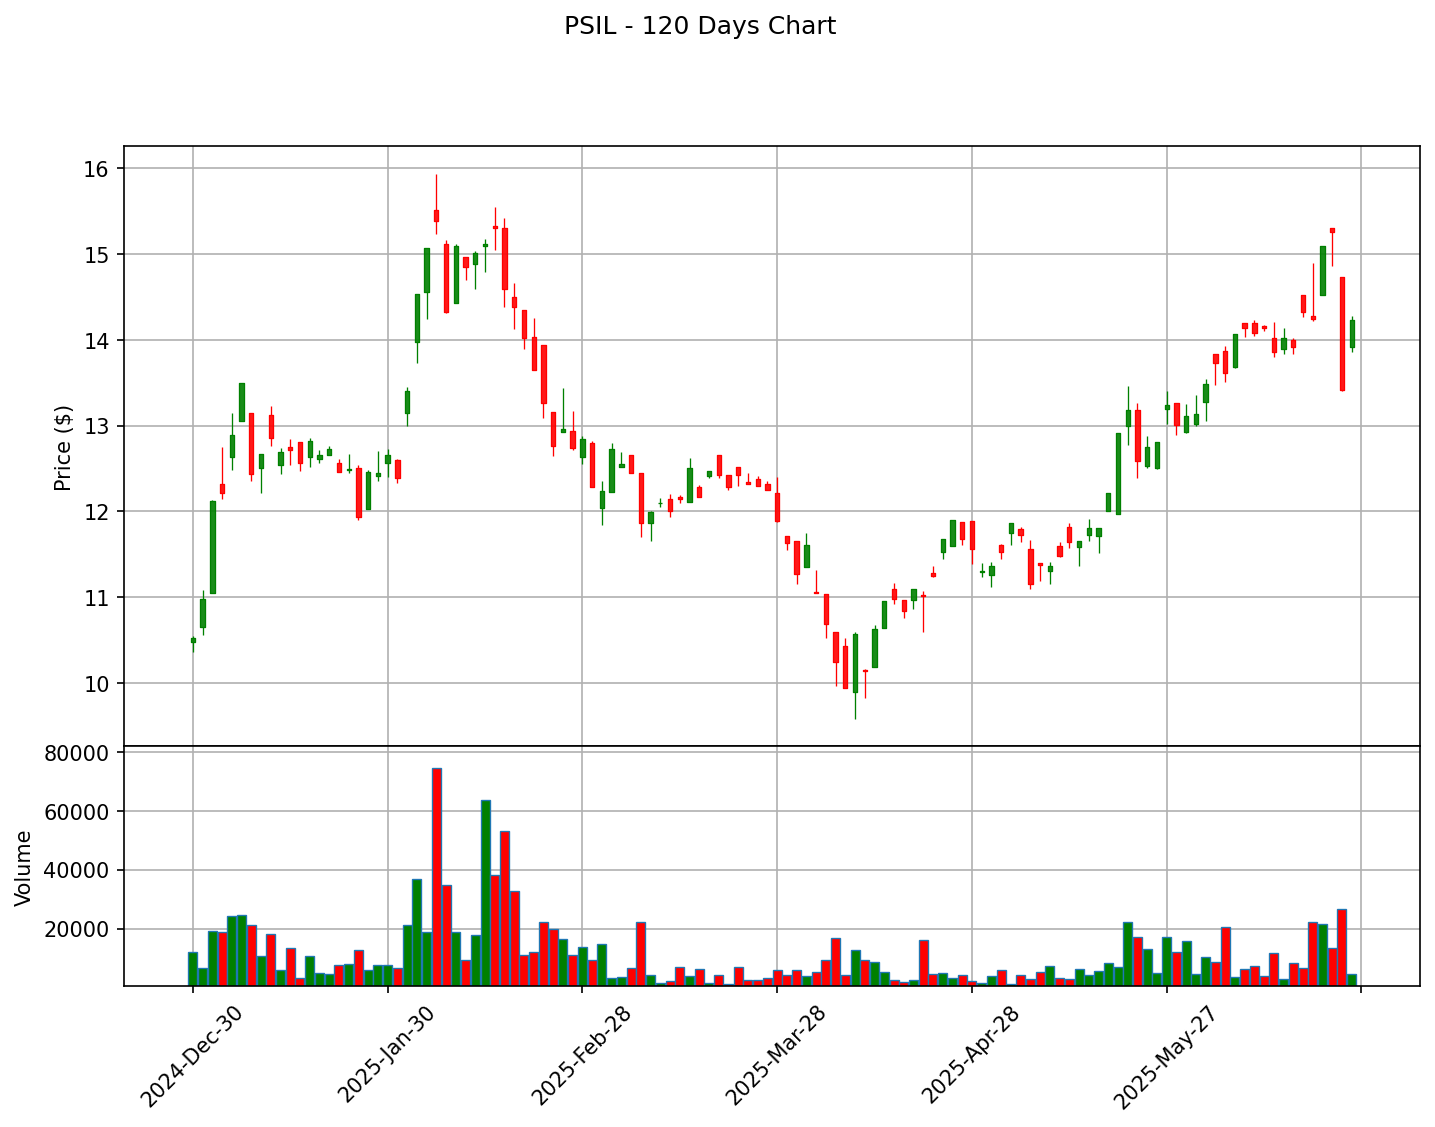 PSIL - 120 Days Chart
Price ($)
16
15
14
13
12
11
10
Volume
80000
60000
40000
20000
2024-Dec-30
2025-Jan-30
2025-Feb-28
2025-Mar-28
2025-Apr-28
2025-May-27